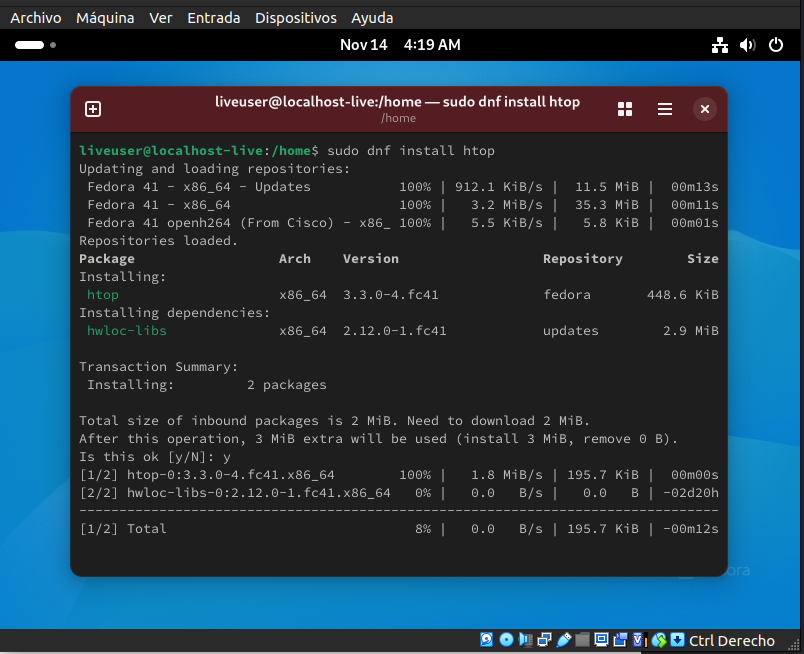 Archivo Máquina Ver Entrada Dispositivos Ayuda
Nov 14 4:19 AM
liveuser@localhost-live:/home — sudo dnf install htop
/home
liveuser@localhost-live:/home$ sudo dnf install htop
Updating and loading repositories:
Fedora 41 - x86_64 - Updates 100% | 912.1 KiB/s | 11.5 MiB | 00m13s
Fedora 41 - x86_64 100% | 3.2 MiB/s | 35.3 MiB | 00m11s
Fedora 41 openh264 (From Cisco) - x86_ 100% | 5.5 KiB/s | 5.8 KiB | 00m01s
Repositories loaded.
Package Arch Version Repository Size
Installing:
htop x86_64 3.3.0-4.fc41 fedora 448.6 KiB
Installing dependencies:
hwloc-libs x86_64 2.12.0-1.fc41 updates 2.9 MiB
Transaction Summary:
Installing: 2 packages
Total size of inbound packages is 2 MiB. Need to download 2 MiB.
After this operation, 3 MiB extra will be used (install 3 MiB, remove 0 B).
Is this ok [y/N]: y
[1/2] htop-0:3.3.0-4.fc41.x86_64 100% | 1.8 MiB/s | 195.7 KiB | 00m00s
[2/2] hwloc-libs-0:2.12.0-1.fc41.x86_64 0% | 0.0 B/s | 0.0 B | -02d20h
--------------------------------------------------------------------------------
[1/2] Total 8% | 0.0 B/s | 195.7 KiB | -00m12s
Ctrl Derecho